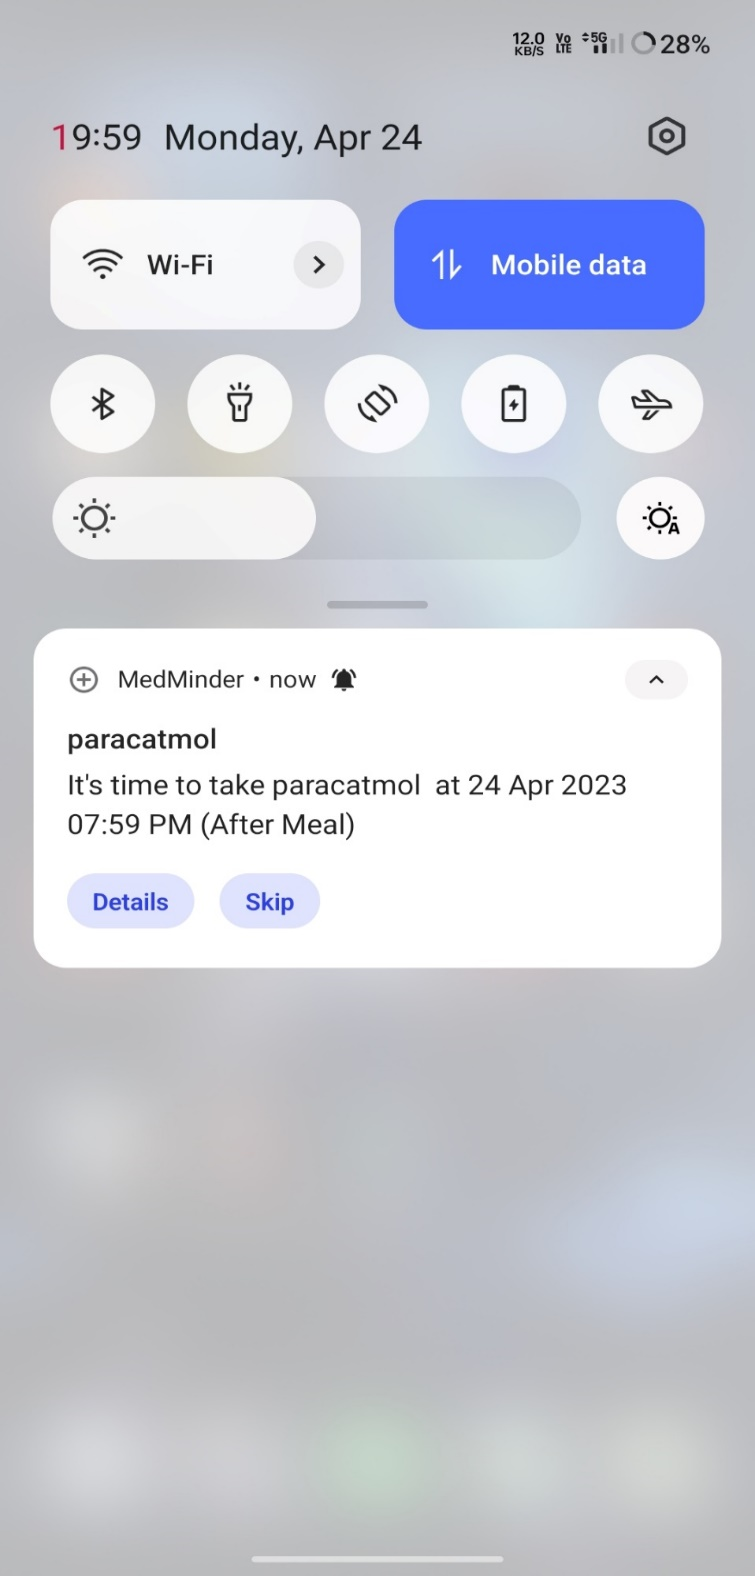 12.0 KB/S Vo LTE 5G 28%
19:59 Monday, Apr 24
Wi-Fi
Mobile data
A
MedMinder • now
paracatmol
It's time to take paracatmol  at 24 Apr 2023
07:59 PM (After Meal)
Details
Skip